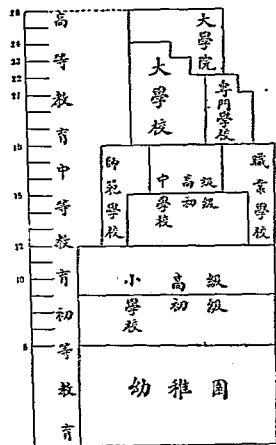 高等教育
中等教育
初等教育
24
22
21
18
15
12
10
6
大學院
大學校
專門學校
師範學校
中學校
高級
初級
職業學校
小學校
高級
初級
幼稚園